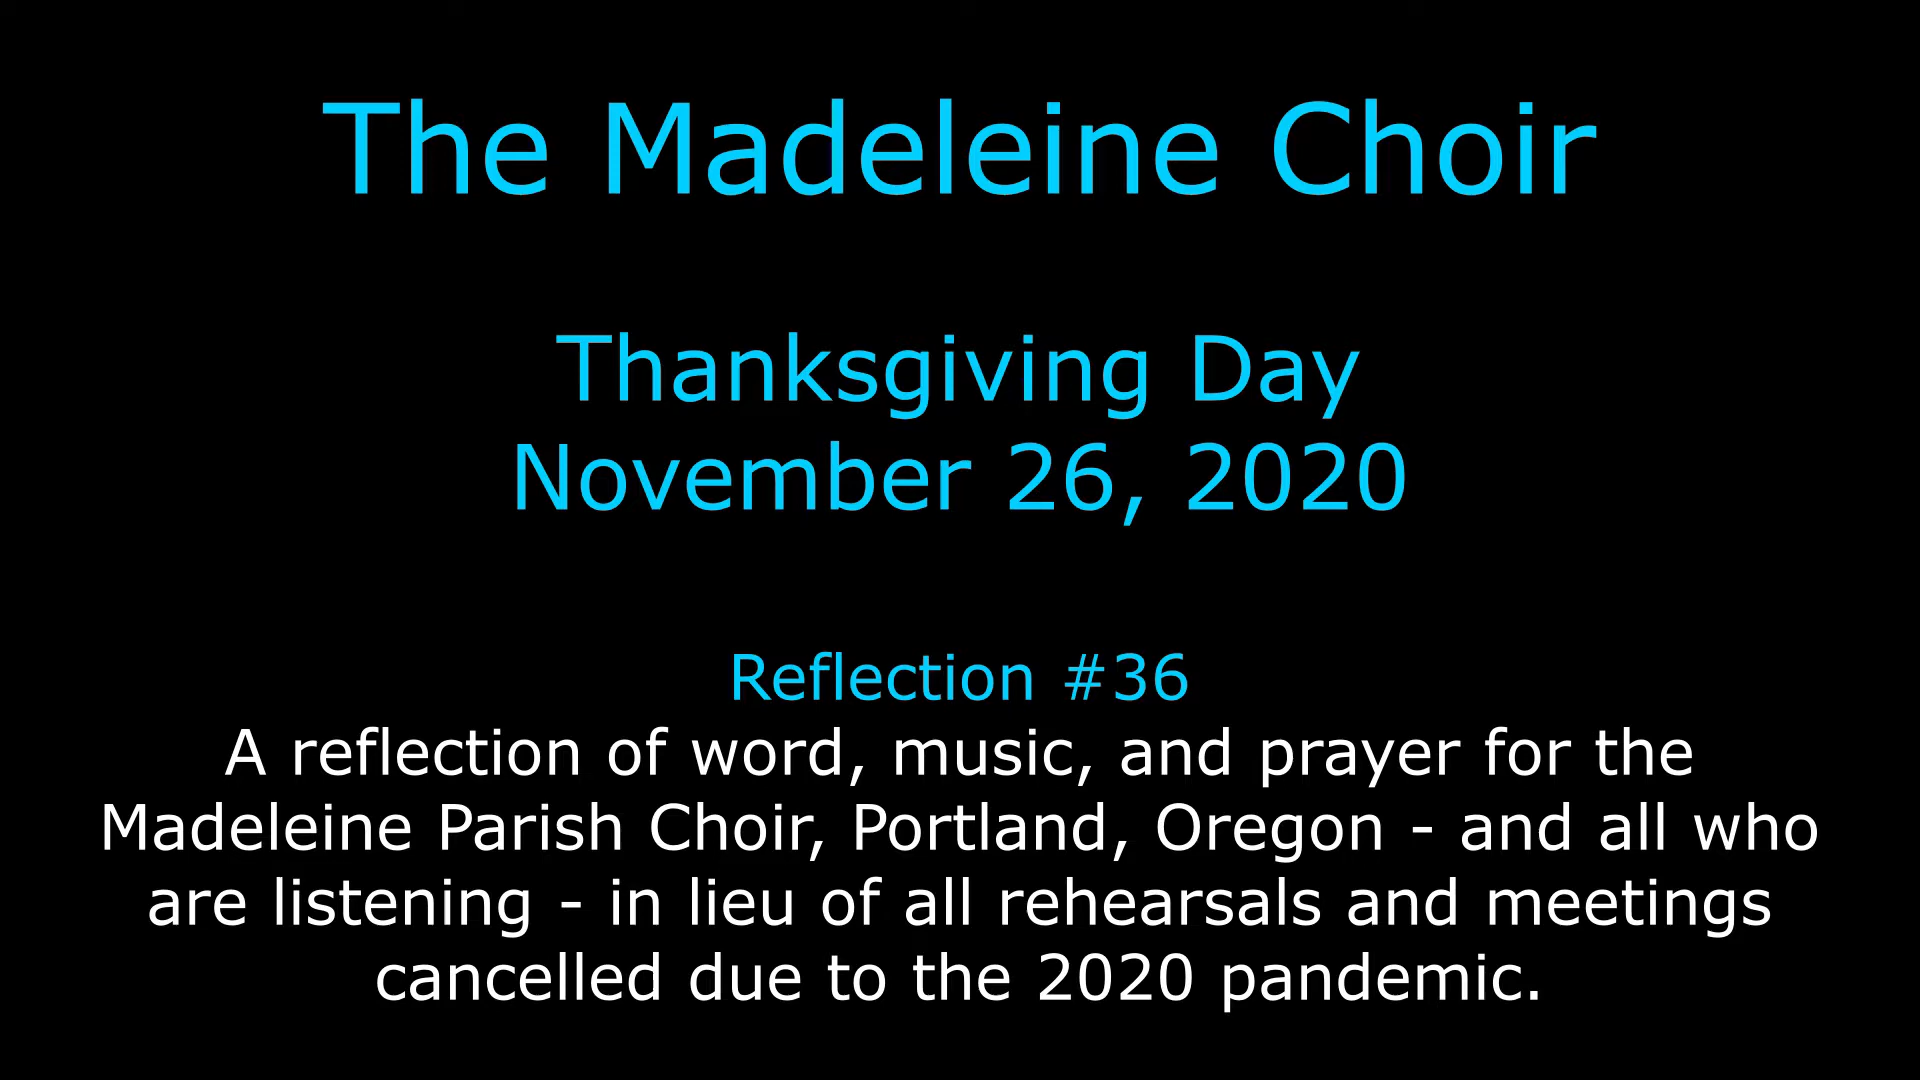 The Madeleine Choir
Thanksgiving Day
November 26, 2020
Reflection #36
A reflection of word, music, and prayer for the
Madeleine Parish Choir, Portland, Oregon - and all who
are listening - in lieu of all rehearsals and meetings
cancelled due to the 2020 pandemic.